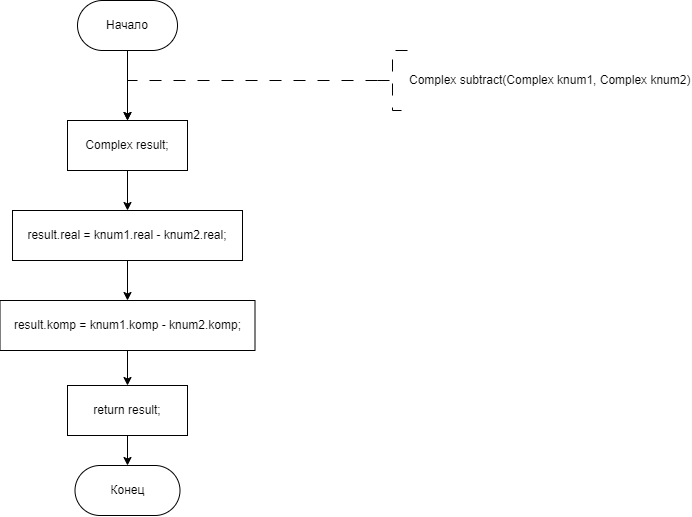 Начало
Complex subtract(Complex knum1, Complex knum2)
Complex result;
result.real = knum1.real - knum2.real;
result.komp = knum1.komp - knum2.komp;
return result;
Конец